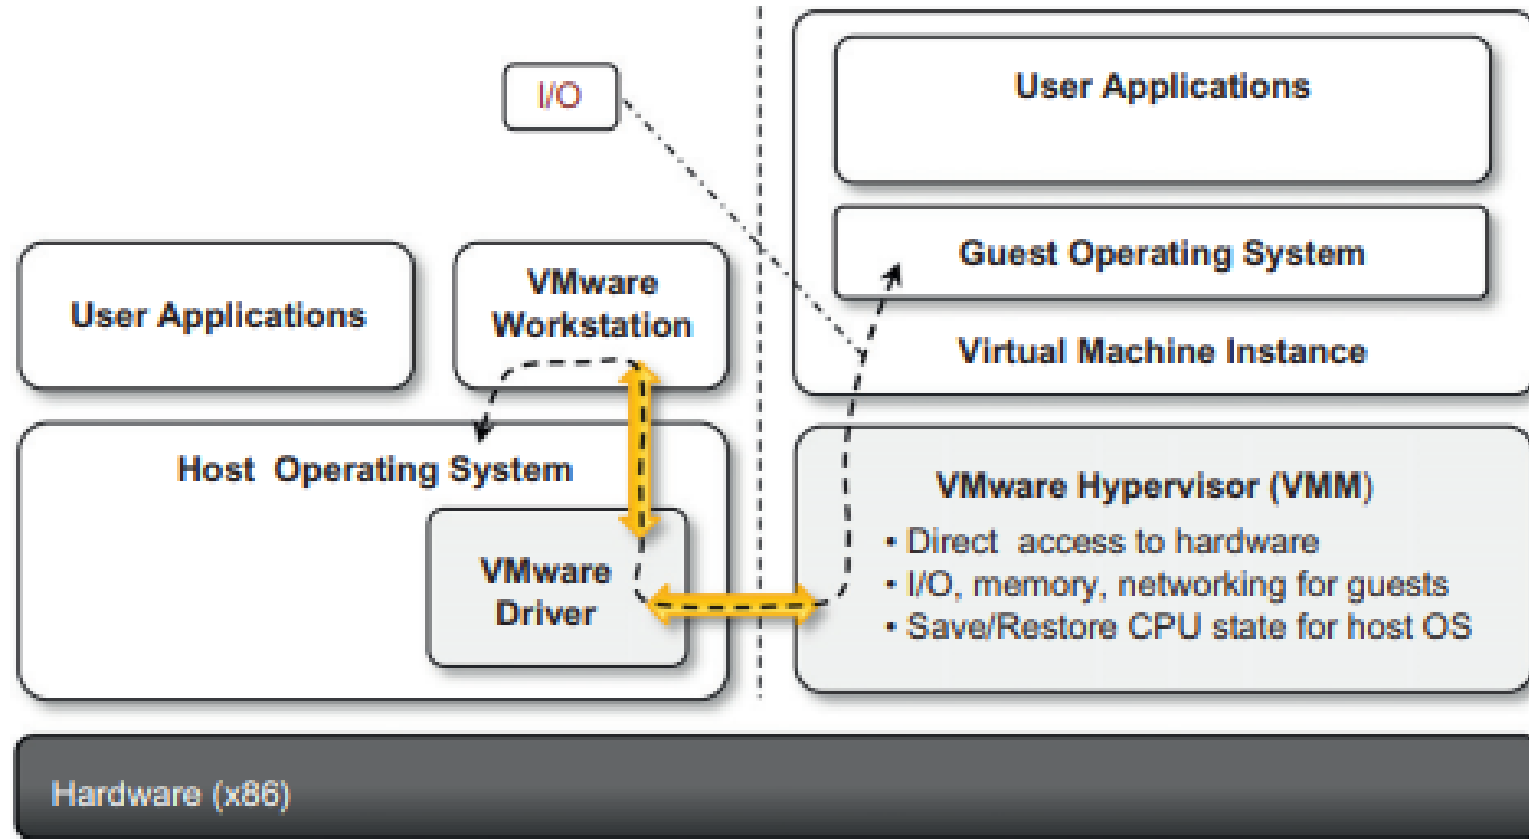 I/O
User Applications
Guest Operating System
Virtual Machine Instance
User Applications
VMware
Workstation
Host Operating System
VMware
Driver
VMware Hypervisor (VMM)
• Direct access to hardware
• I/O, memory, networking for guests
• Save/Restore CPU state for host OS
Hardware (x86)